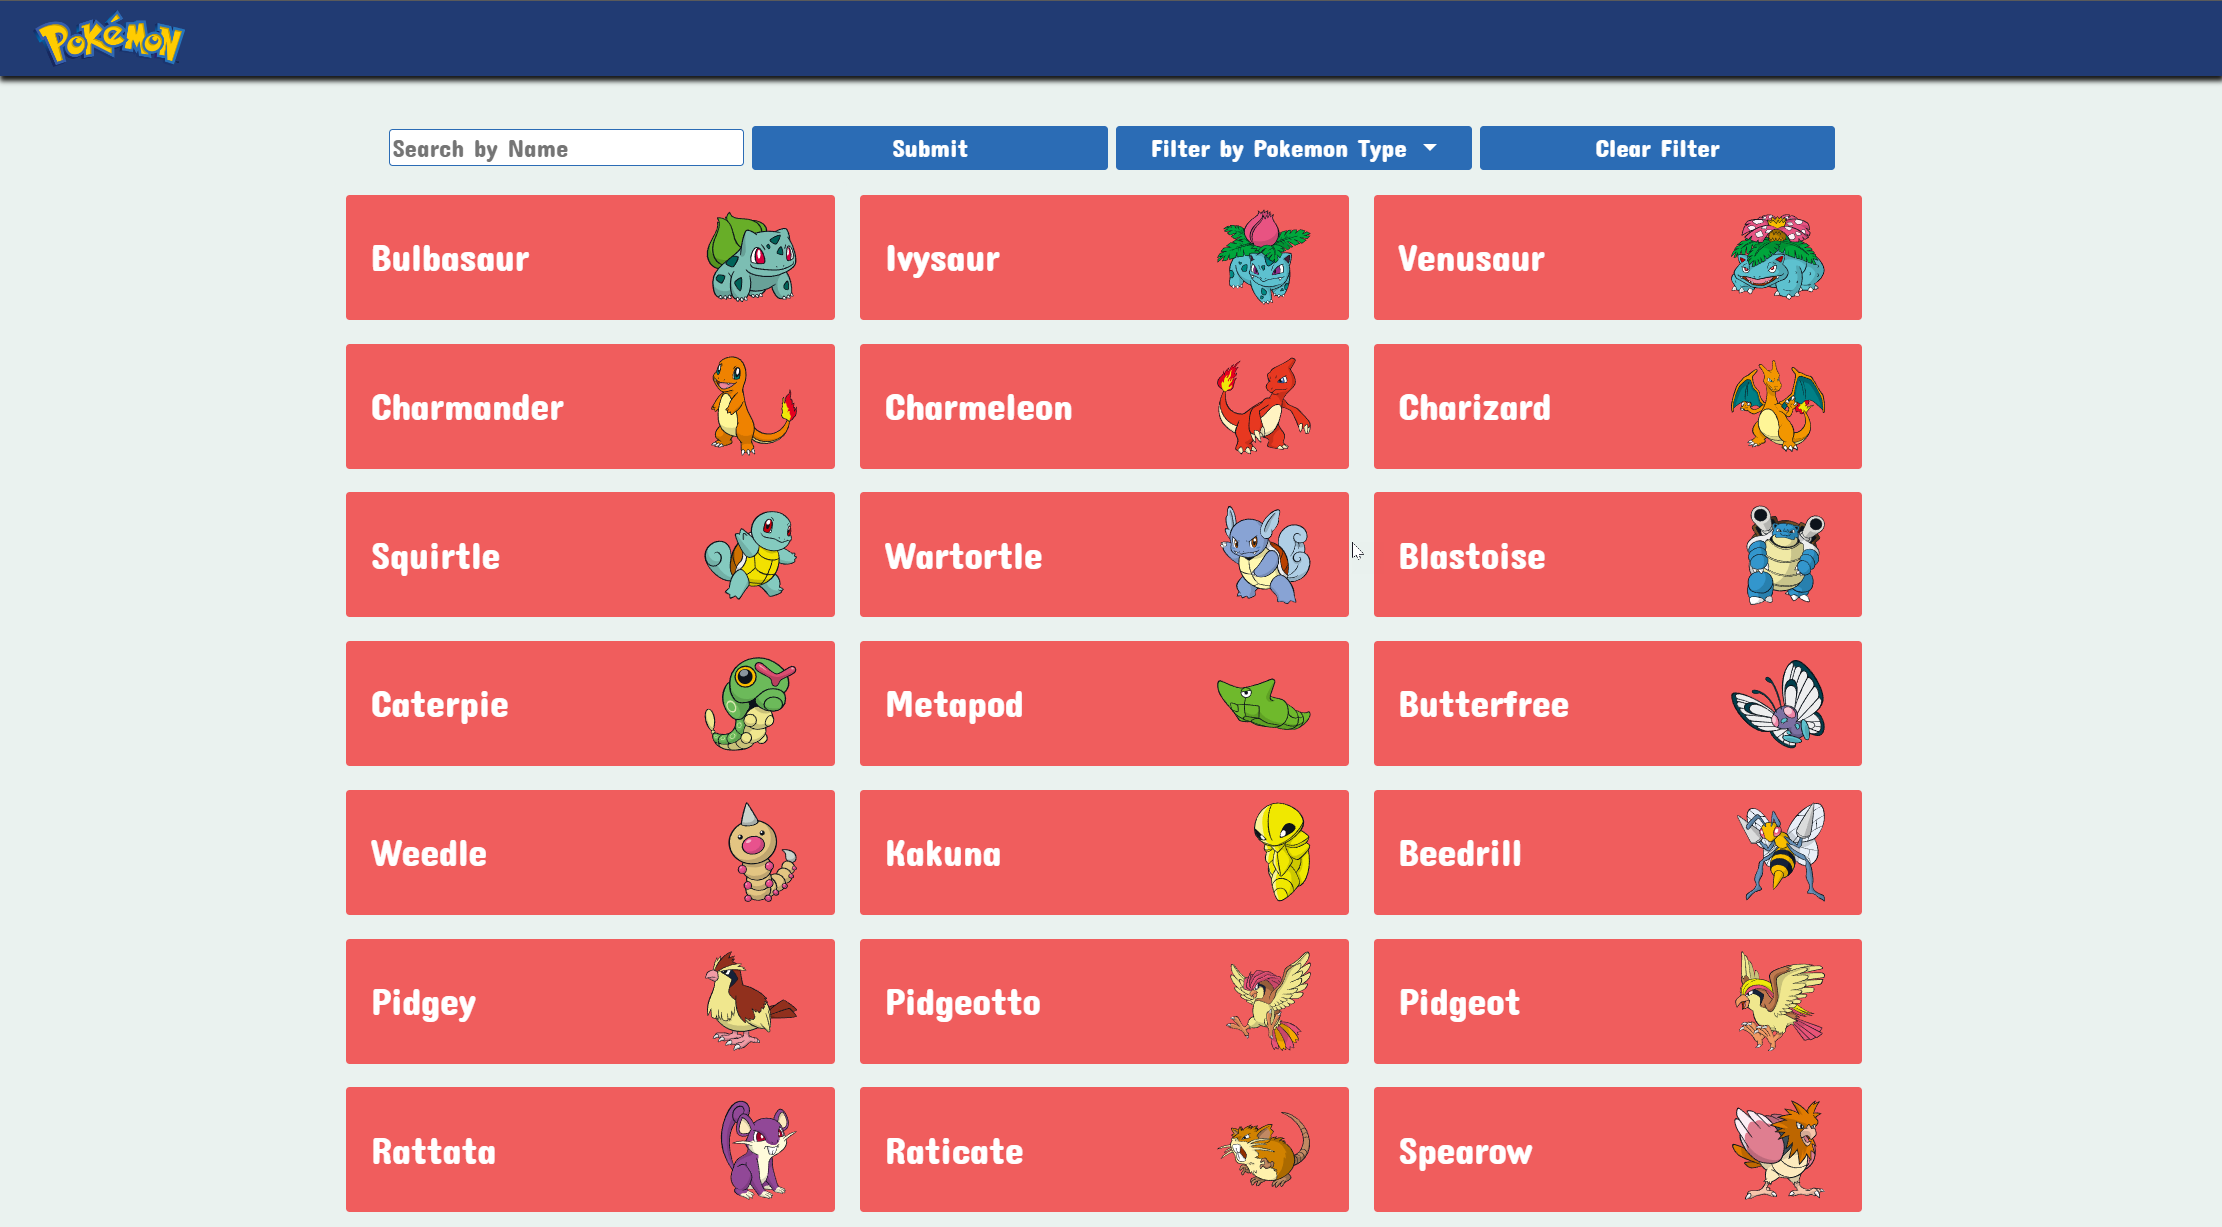 Pokémon
Search by Name
Submit
Filter by Pokemon Type
Clear Filter
Bulbasaur
Ivysaur
Venusaur
Charmander
Charmeleon
Charizard
Squirtle
Wartortle
Blastoise
Caterpie
Metapod
Butterfree
Weedle
Kakuna
Beedrill
Pidgey
Pidgeotto
Pidgeot
Rattata
Raticate
Spearow